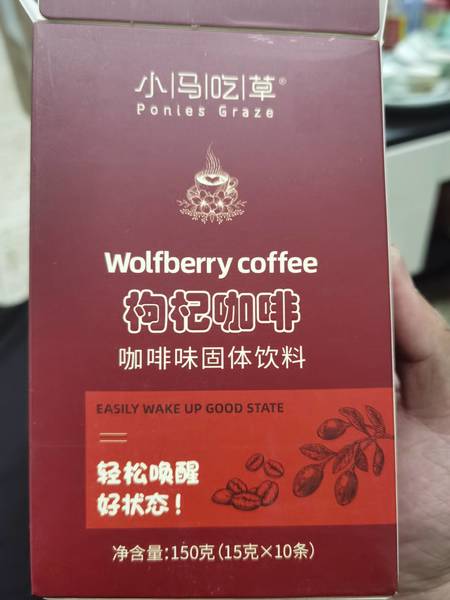 小马吃草®
Ponies Graze
Wolfberry coffee
枸杞咖啡
咖啡味固体饮料
EASILY WAKE UP GOOD STATE
轻松唤醒
好状态！
净含量:150克(15克×10条)